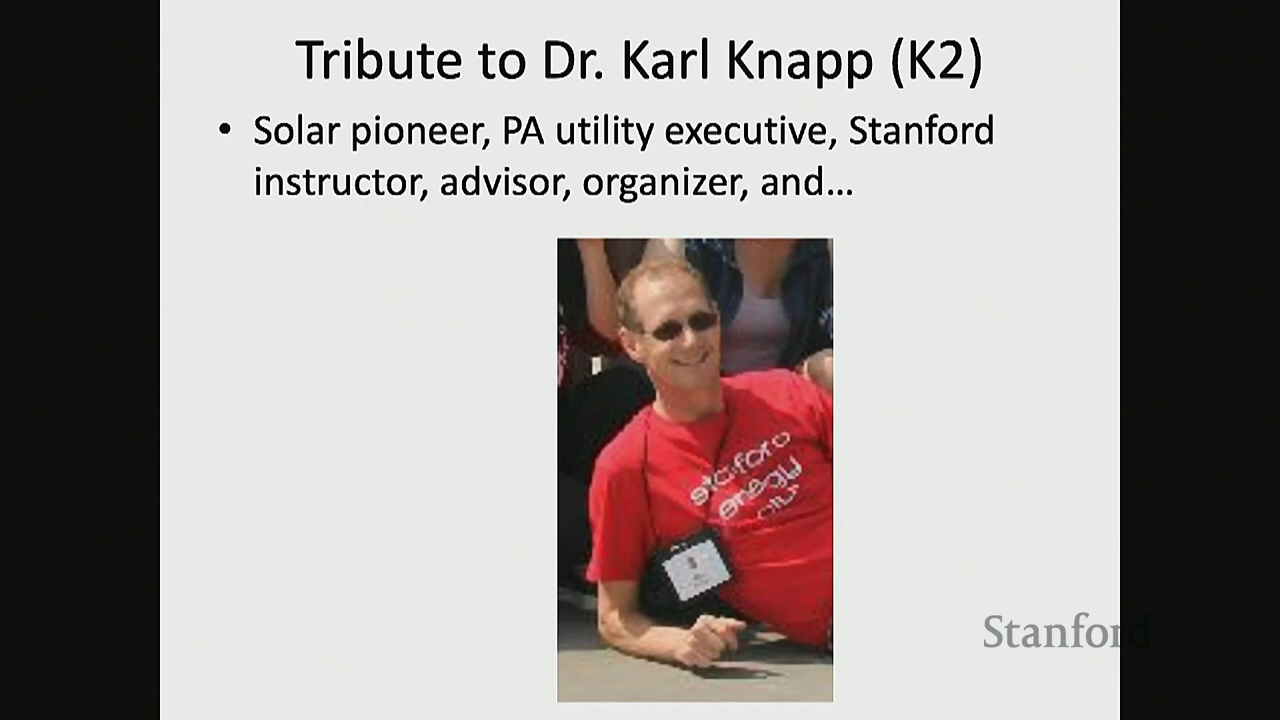 Tribute to Dr. Karl Knapp (K2)
• Solar pioneer, PA utility executive, Stanford
instructor, advisor, organizer, and…
Stanford